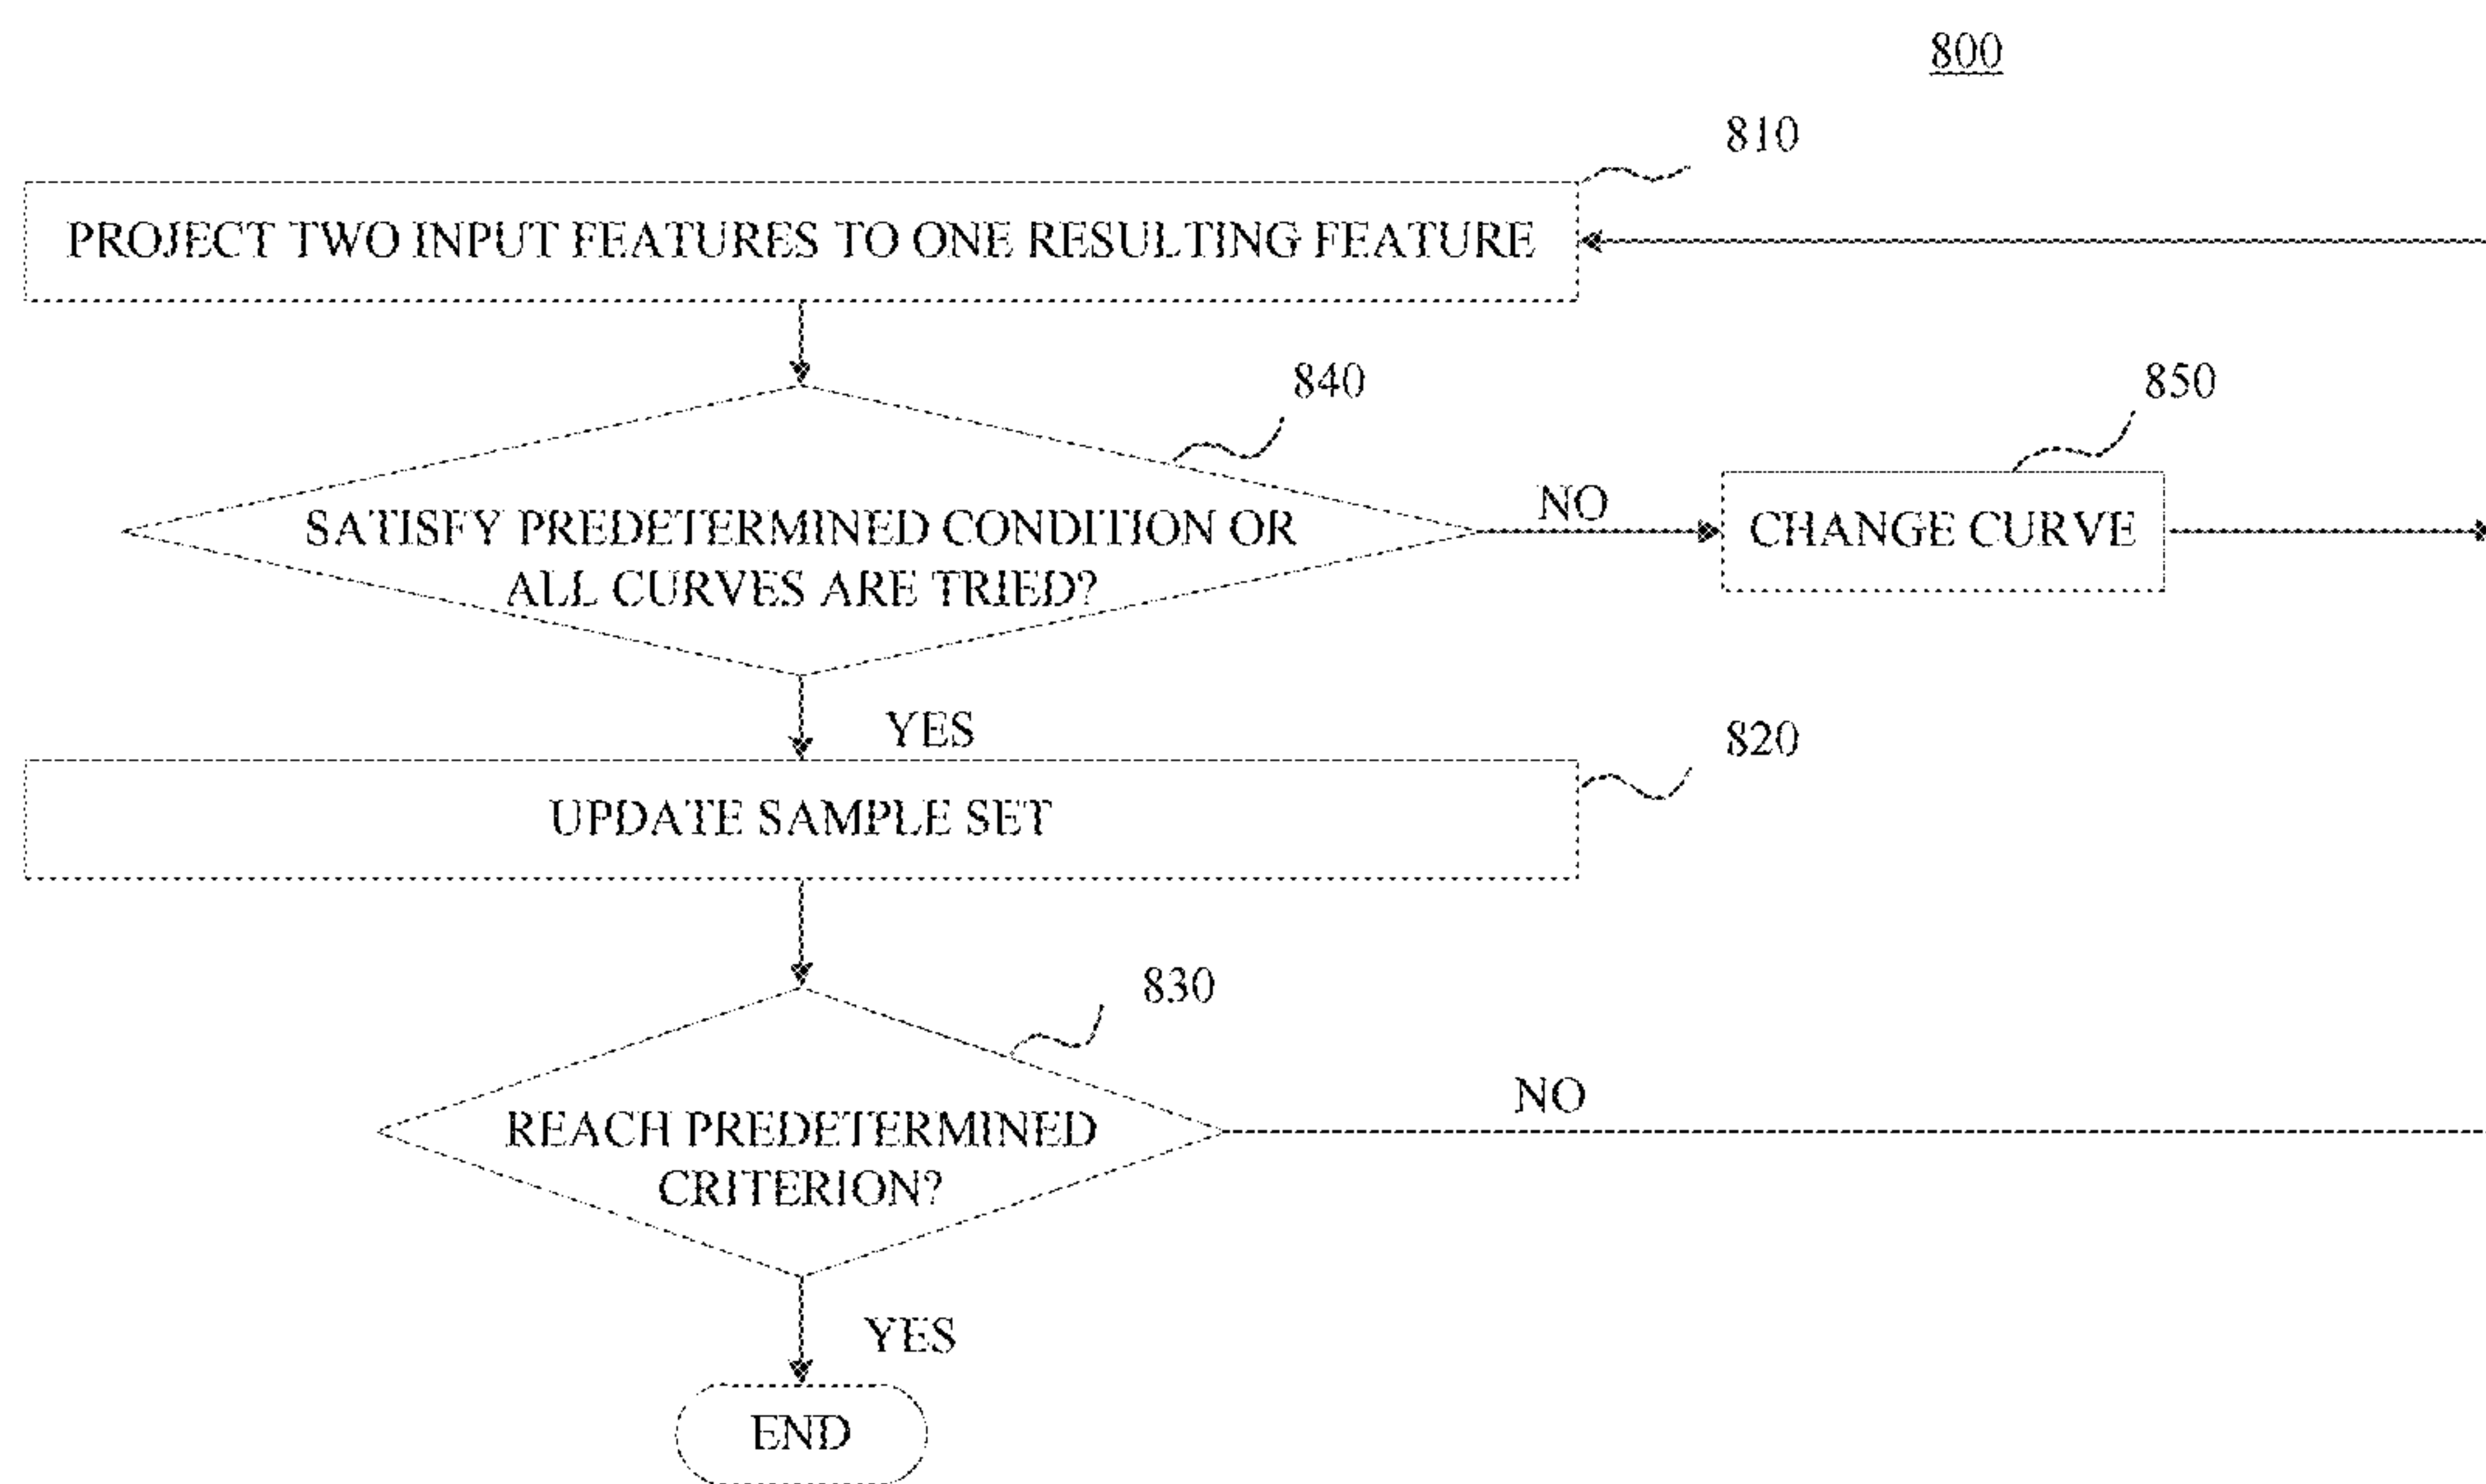 800
810
PROJECT TWO INPUT FEATURES TO ONE RESULTING FEATURE
840
850
SATISFY PREDETERMINED CONDITION OR
ALL CURVES ARE TRIED?
NO
CHANGE CURVE
YES
820
UPDATE SAMPLE SET
830
REACH PREDETERMINED
CRITERION?
NO
YES
END